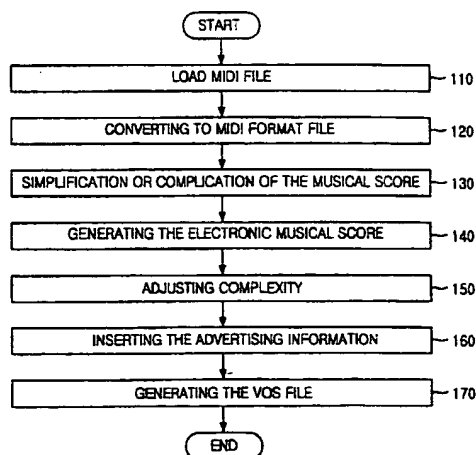 START
LOAD MIDI FILE 110
CONVERTING TO MIDI FORMAT FILE 120
SIMPLIFICATION OR COMPLICATION OF THE MUSICAL SCORE 130
GENERATING THE ELECTRONIC MUSICAL SCORE 140
ADJUSTING COMPLEXITY 150
INSERTING THE ADVERTISING INFORMATION 160
GENERATING THE VOS FILE 170
END